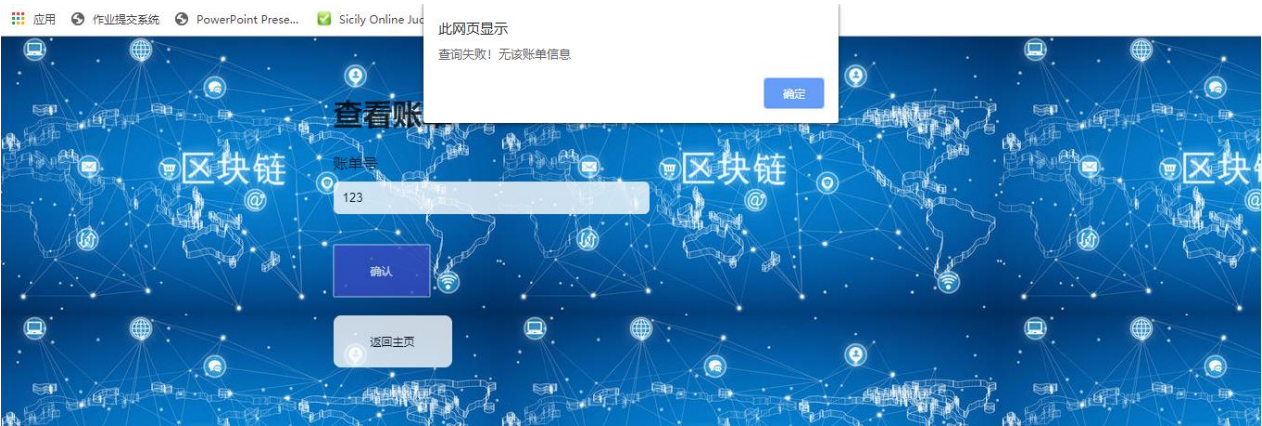 应用 作业提交系统 PowerPoint Prese... Sicily Online Jud
此网页显示
查询失败！无该账单信息
确定
查看账
账单号
区块链 区块链 区块链
123
确认
返回主页